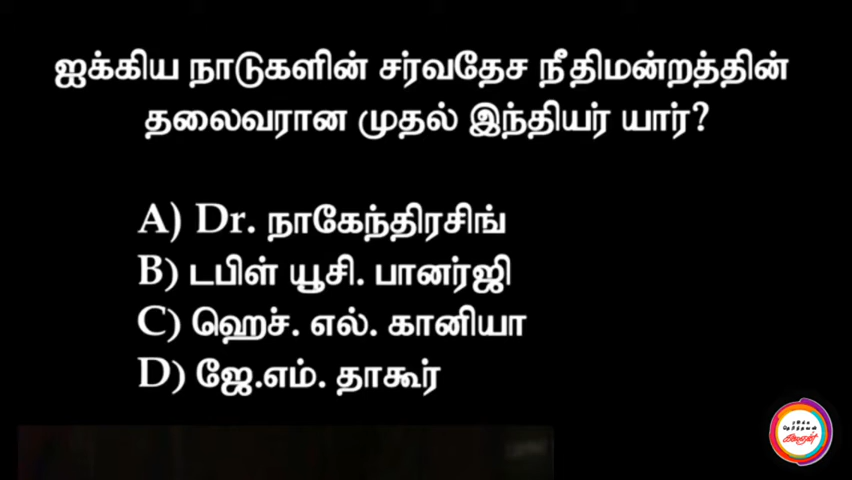 ஐக்கிய நாடுகளின் சர்வதேச நீதிமன்றத்தின்
தலைவரான முதல் இந்தியர் யார்?
A) Dr. நாகேந்திரசிங்
B) டபிள் யூசி. பானர்ஜி
C) ஹெச். எல். கானியா
D) ஜே.எம். தாகூர்